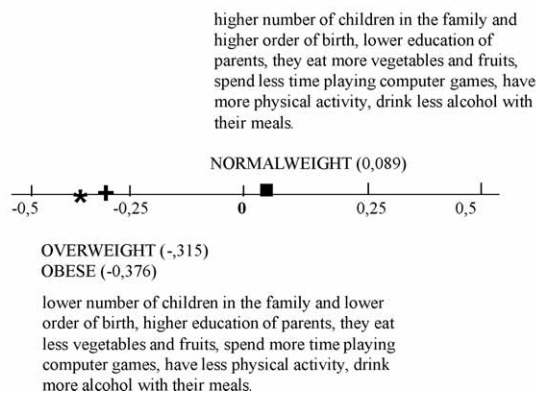 higher number of children in the family and
higher order of birth, lower education of
parents, they eat more vegetables and fruits,
spend less time playing computer games, have
more physical activity, drink less alcohol with
their meals.
NORMALWEIGHT (0,089)
-0,5 -0,25 0 0,25 0,5
OVERWEIGHT (-,315)
OBESE (-0,376)
lower number of children in the family and lower
order of birth, higher education of parents, they eat
less vegetables and fruits, spend more time playing
computer games, have less physical activity, drink
more alcohol with their meals.